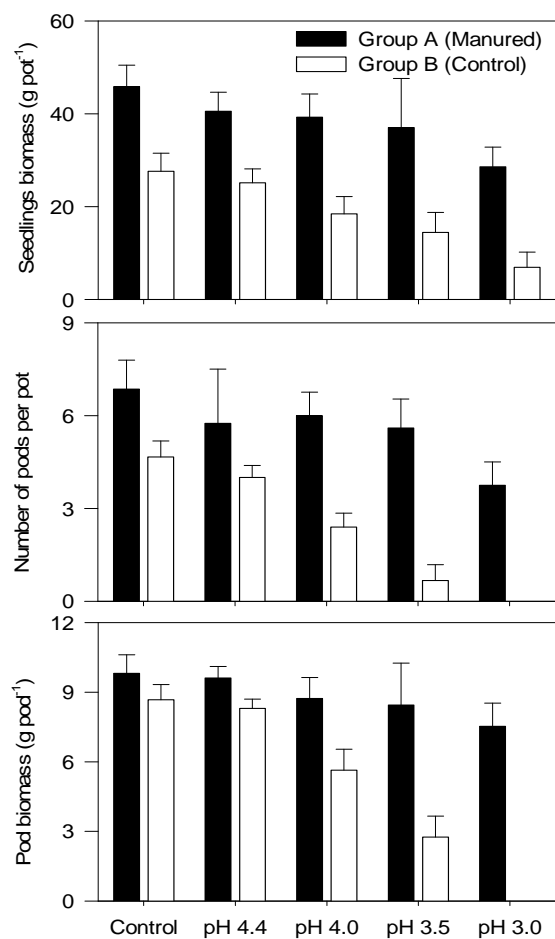 Seedlings biomass (g pot⁻¹)
60
40
20
0
Group A (Manured)
Group B (Control)
Number of pods per pot
9
6
3
0
Pod biomass (g pod⁻¹)
12
9
6
3
0
Control pH 4.4 pH 4.0 pH 3.5 pH 3.0